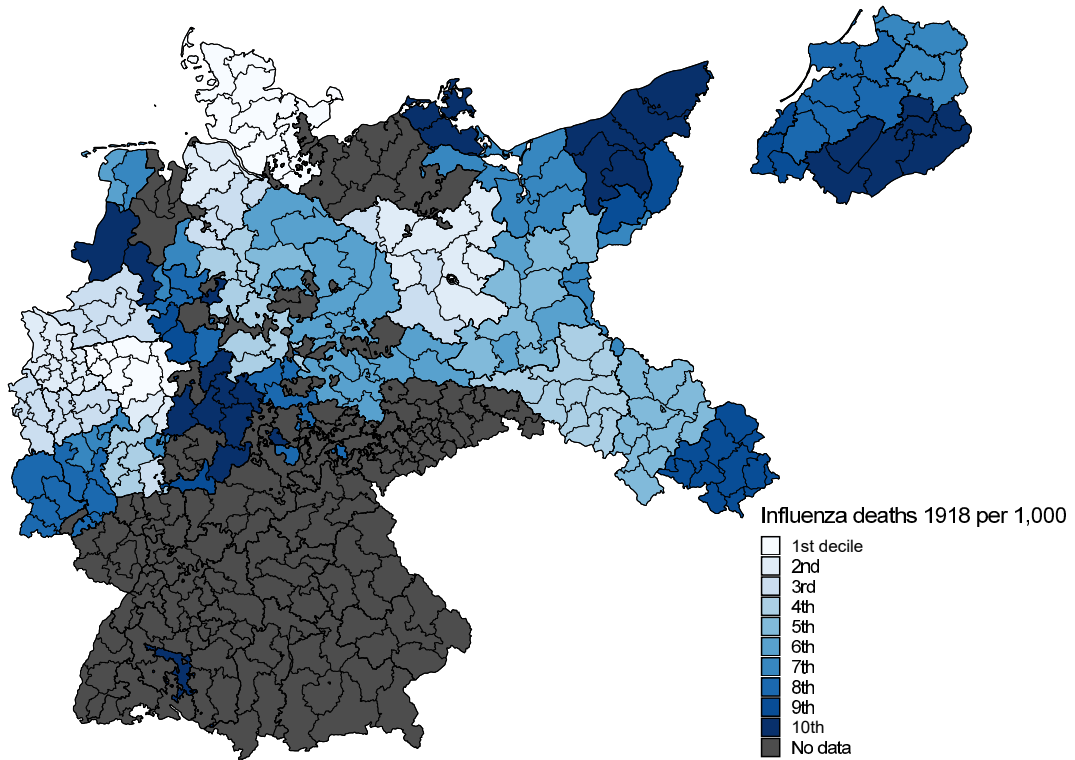 Influenza deaths 1918 per 1,000
1st decile
2nd
3rd
4th
5th
6th
7th
8th
9th
10th
No data